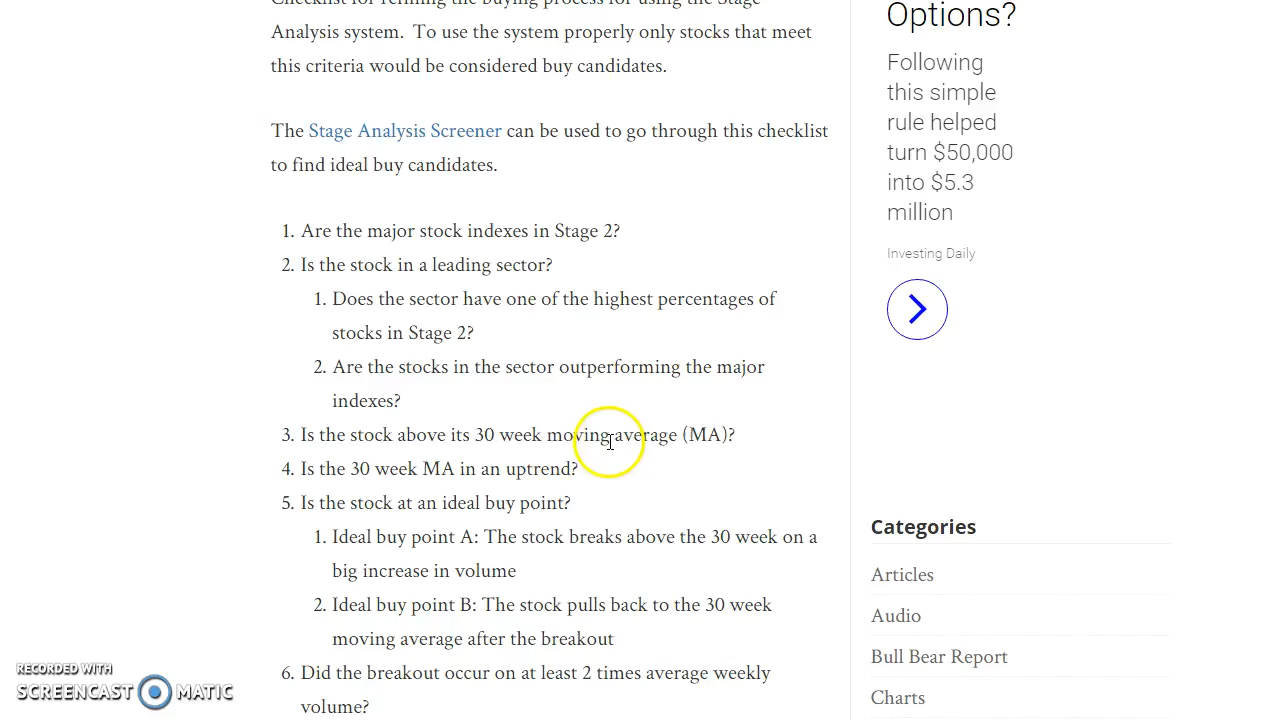 Checklist for refining the buying process for using the Stage
Analysis system. To use the system properly only stocks that meet
this criteria would be considered buy candidates.
The Stage Analysis Screener can be used to go through this checklist
to find ideal buy candidates.
1. Are the major stock indexes in Stage 2?
2. Is the stock in a leading sector?
1. Does the sector have one of the highest percentages of
stocks in Stage 2?
2. Are the stocks in the sector outperforming the major
indexes?
3. Is the stock above its 30 week moving average (MA)?
4. Is the 30 week MA in an uptrend?
5. Is the stock at an ideal buy point?
1. Ideal buy point A: The stock breaks above the 30 week on a
big increase in volume
2. Ideal buy point B: The stock pulls back to the 30 week
moving average after the breakout
6. Did the breakout occur on at least 2 times average weekly
volume?
Options?
Following
this simple
rule helped
turn $50,000
into $5.3
million
Investing Daily
Categories
Articles
Audio
Bull Bear Report
Charts
RECORDED WITH
SCREENCAST MATIC